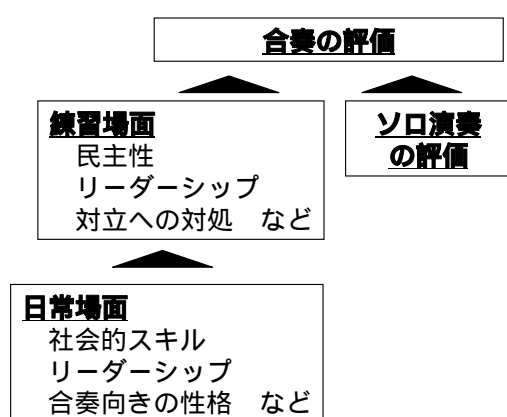 合奏の評価
練習場面
民主性
リーダーシップ
対立への対処　など
ソロ演奏
の評価
日常場面
社会的スキル
リーダーシップ
合奏向きの性格　など